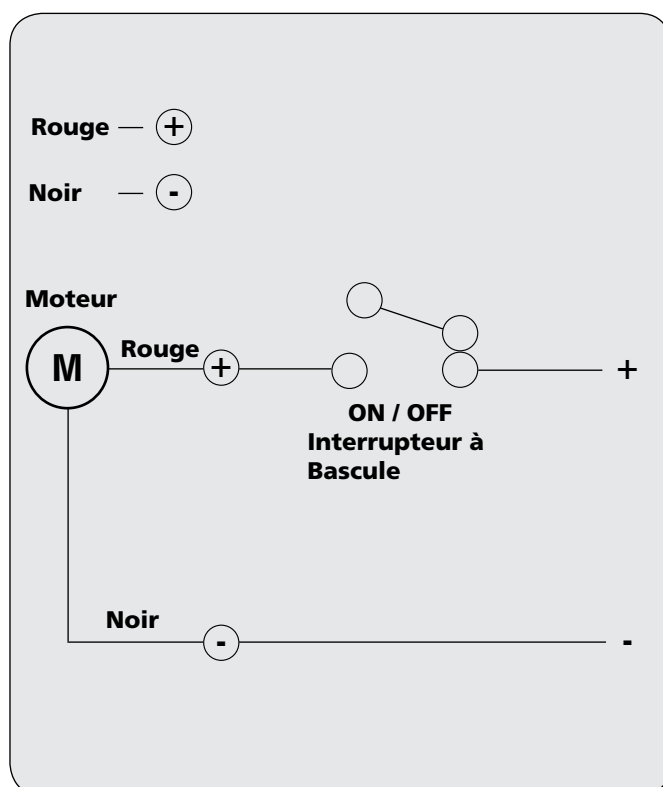 Rouge — +
Noir — -
Moteur
M
Rouge
+
+
ON / OFF
Interrupteur à
Bascule
Noir
-
-